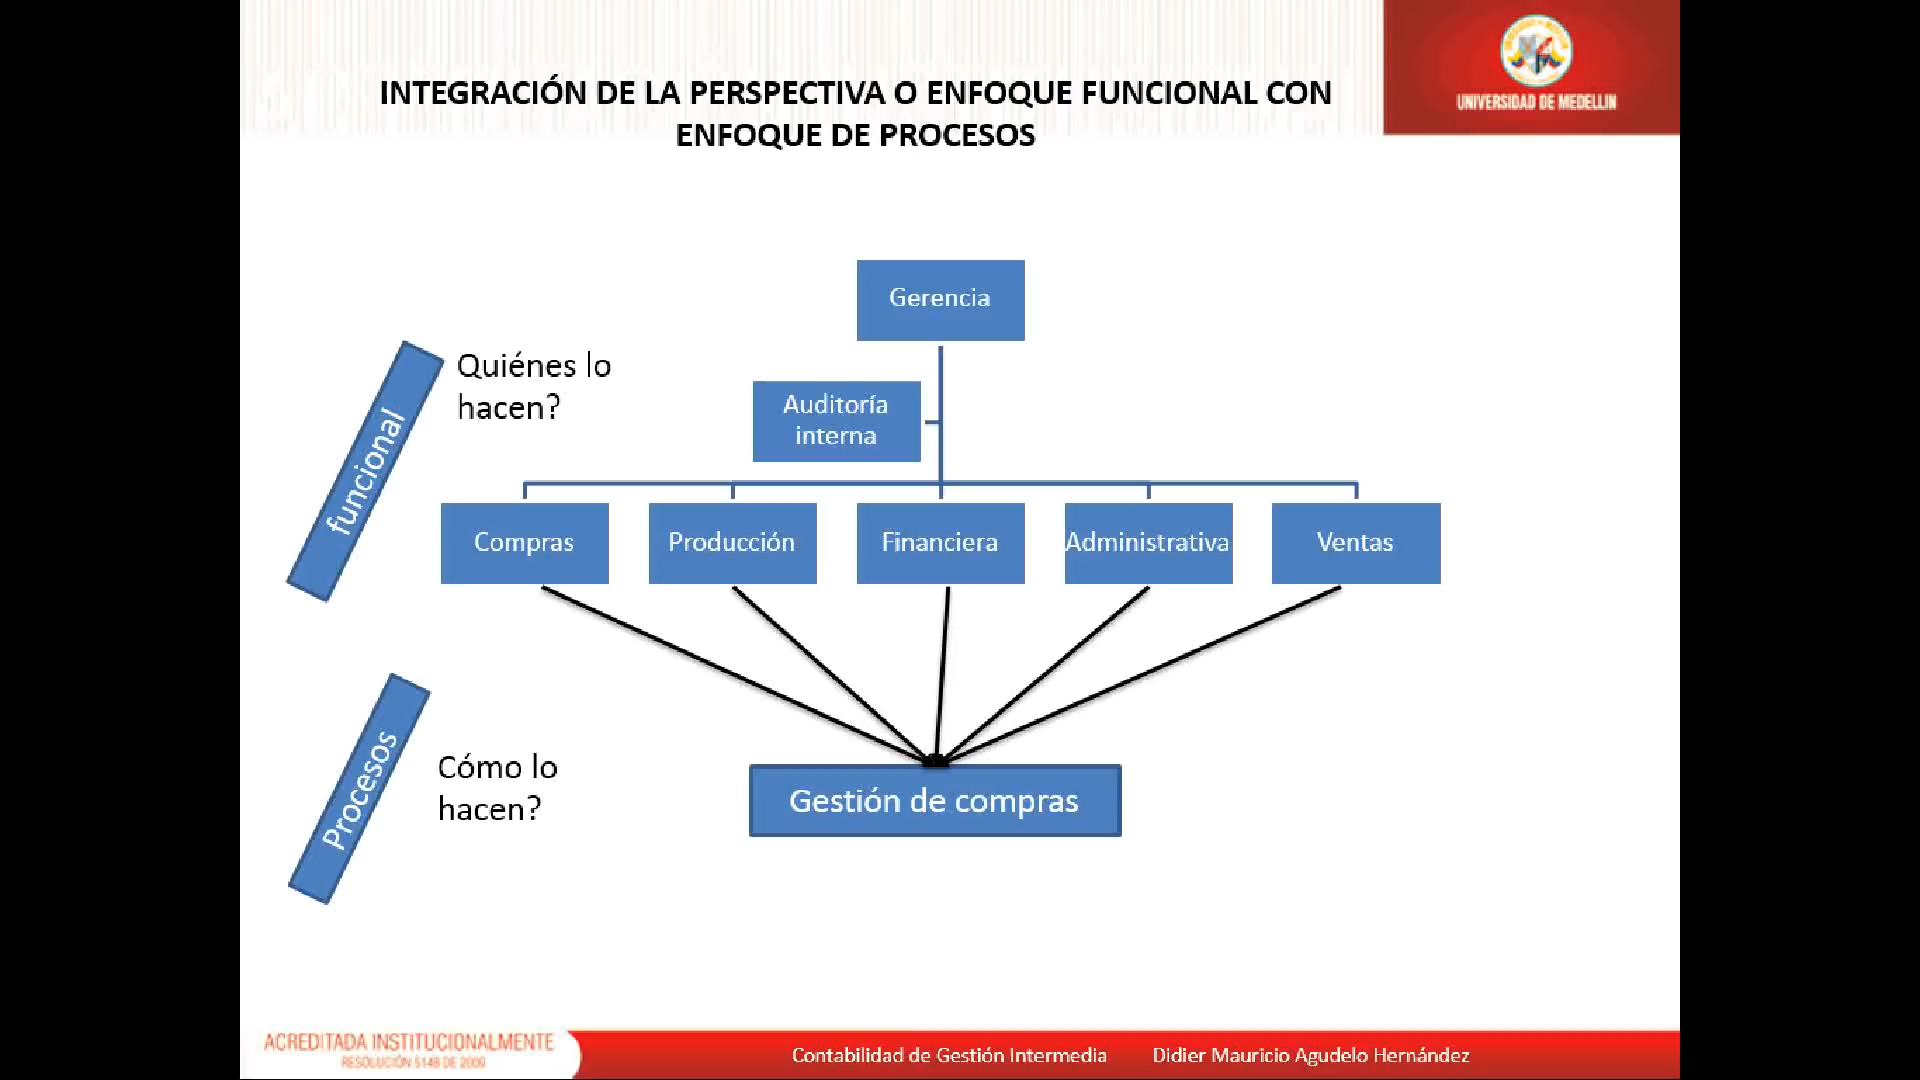 INTEGRACIÓN DE LA PERSPECTIVA O ENFOQUE FUNCIONAL CON
ENFOQUE DE PROCESOS
UNIVERSIDAD DE MEDELLIN
Gerencia
Quiénes lo
hacen?
funcional
Auditoría
interna
Compras
Producción
Financiera
Administrativa
Ventas
Procesos
Cómo lo
hacen?
Gestión de compras
ACREDITADA INSTITUCIONALMENTE
RESOLUCIÓN 5148 DE 2009
Contabilidad de Gestión Intermedia
Didier Mauricio Agudelo Hernández